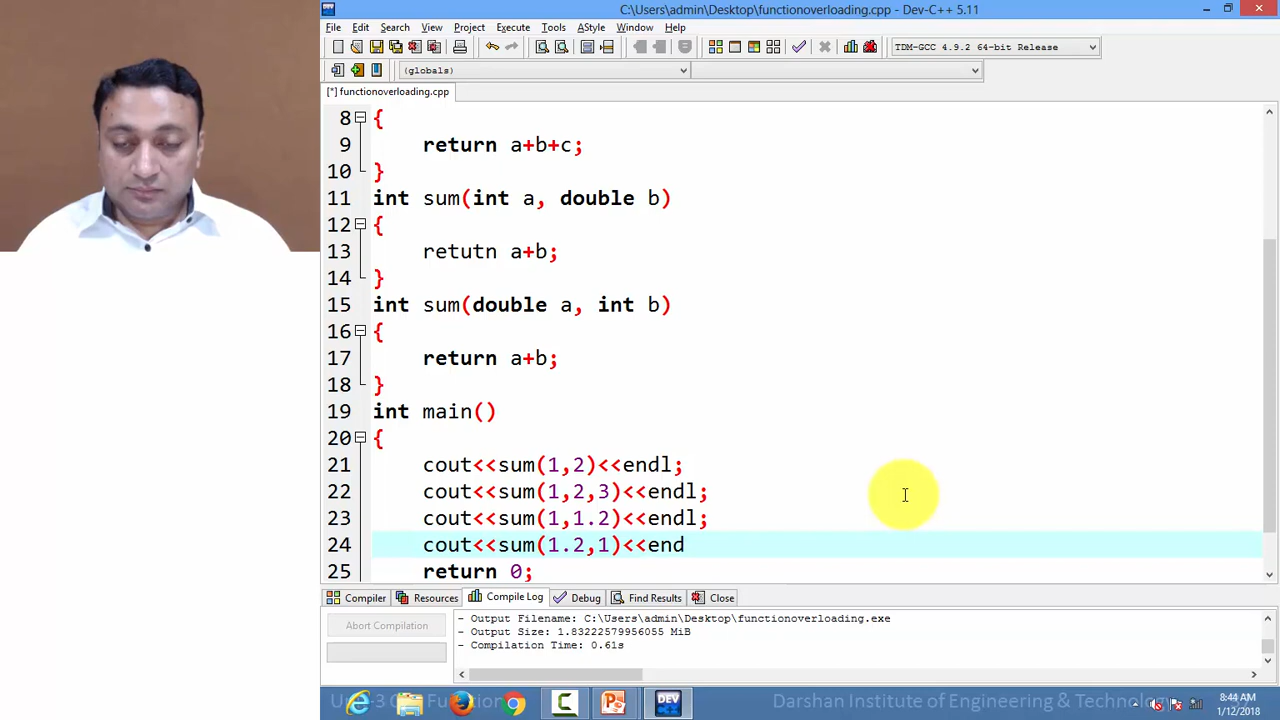 C:\Users\admin\Desktop\functionoverloading.cpp - Dev-C++ 5.11
File Edit Search View Project Execute Tools AStyle Window Help
TDM-GCC 4.9.2 64-bit Release
(globals)
[*] functionoverloading.cpp
8 {
9 return a+b+c;
10 }
11 int sum(int a, double b)
12 {
13 retutn a+b;
14 }
15 int sum(double a, int b)
16 {
17 return a+b;
18 }
19 int main()
20 {
21 cout<<sum(1,2)<<endl;
22 cout<<sum(1,2,3)<<endl;
23 cout<<sum(1,1.2)<<endl;
24 cout<<sum(1.2,1)<<end
25 return 0;
Compiler Resources Compile Log Debug Find Results Close
Abort Compilation
- Output Filename: C:\Users\admin\Desktop\functionoverloading.exe
- Output Size: 1.83222579956055 MiB
- Compilation Time: 0.61s
Darshan Institute of Engineering & Technology
8:44 AM
1/12/2018